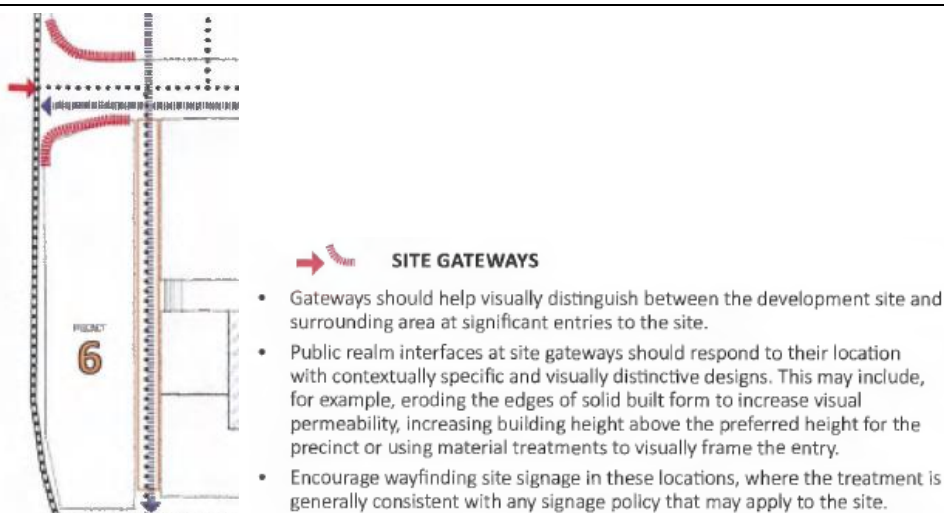 PRECINCT
6
SITE GATEWAYS
• Gateways should help visually distinguish between the development site and
surrounding area at significant entries to the site.
• Public realm interfaces at site gateways should respond to their location
with contextually specific and visually distinctive designs. This may include,
for example, eroding the edges of solid built form to increase visual
permeability, increasing building height above the preferred height for the
precinct or using material treatments to visually frame the entry.
• Encourage wayfinding site signage in these locations, where the treatment is
generally consistent with any signage policy that may apply to the site.